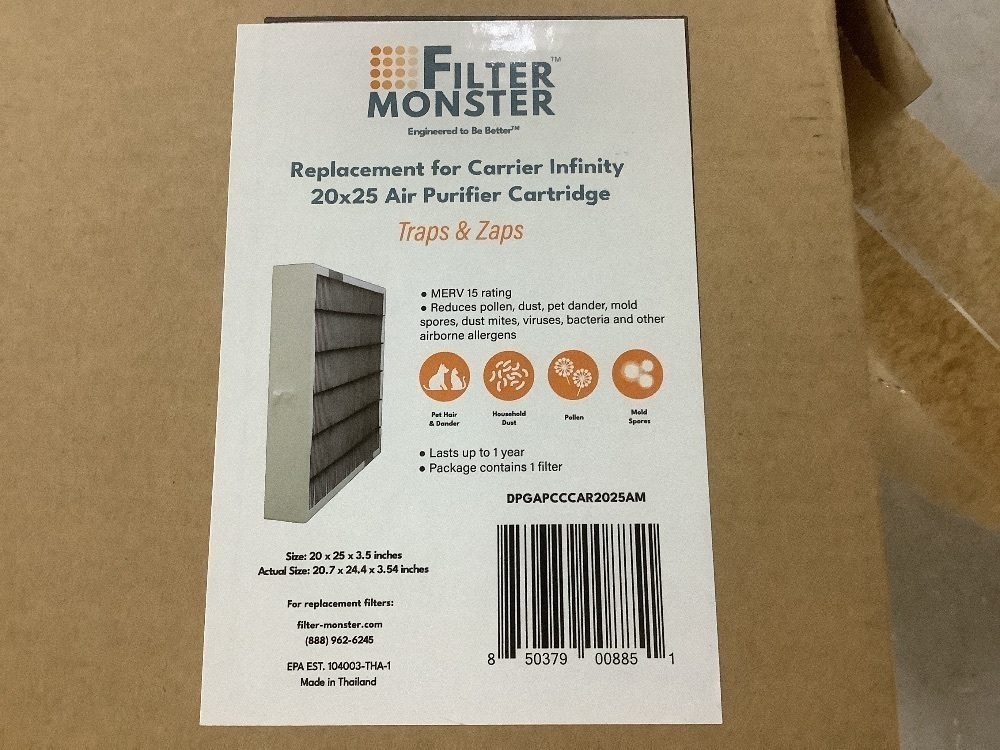 FILTER™
MONSTER
Engineered to Be Better™
Replacement for Carrier Infinity
20x25 Air Purifier Cartridge
Traps & Zaps
● MERV 15 rating
● Reduces pollen, dust, pet dander, mold
spores, dust mites, viruses, bacteria and other
airborne allergens
Pet Hair
& Dander
Household
Dust
Pollen
Mold
Spores
● Lasts up to 1 year
● Package contains 1 filter
DPGAPCCCAR2025AM
Size: 20 x 25 x 3.5 inches
Actual Size: 20.7 x 24.4 x 3.54 inches
For replacement filters:
filter-monster.com
(888) 962-6245
EPA EST. 104003-THA-1
Made in Thailand
8 50379 00885 1